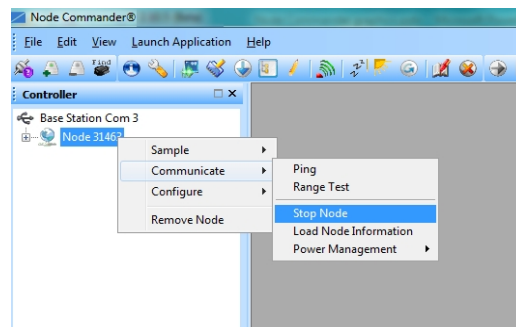 Node Commander®
File Edit View Launch Application Help
Find
Controller
Base Station Com 3
Node 31463
Sample
Communicate
Configure
Remove Node
Ping
Range Test
Stop Node
Load Node Information
Power Management